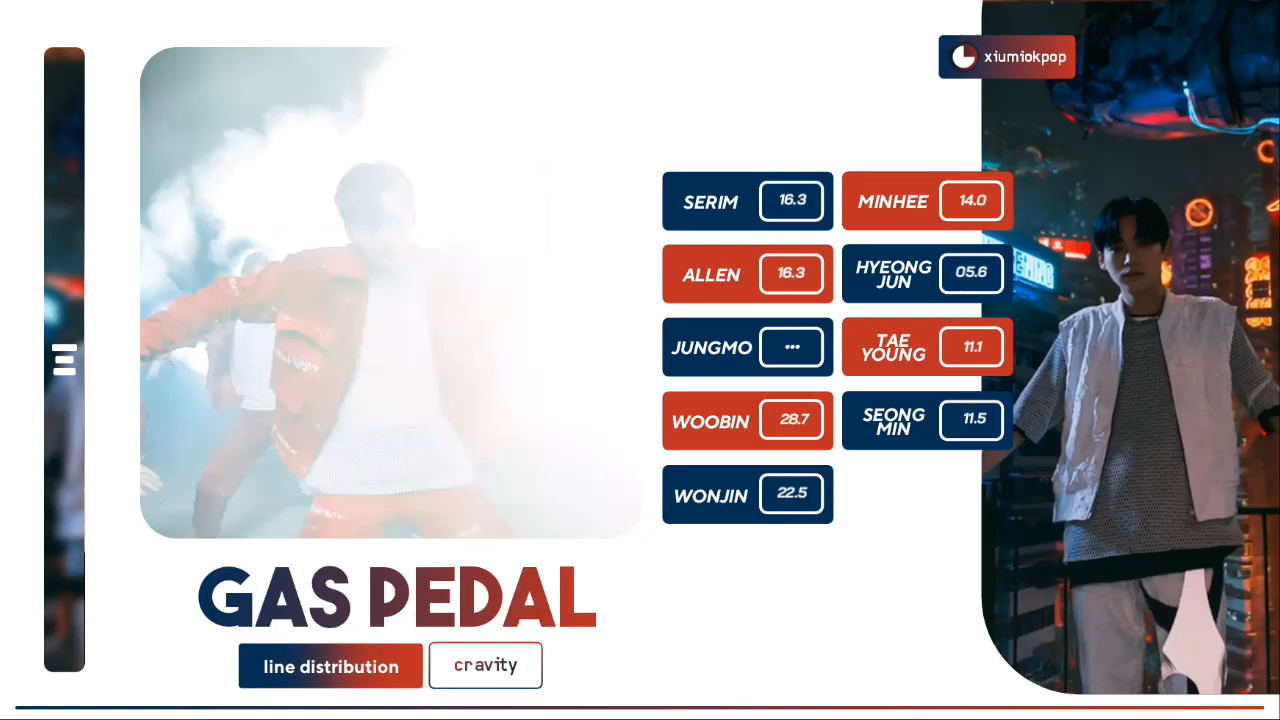 xiumiokpop
SERIM 16.3
MINHEE 14.0
ALLEN 16.3
HYEONG
JUN 05.6
JUNGMO •••
TAE
YOUNG 11.1
WOOBIN 28.7
SEONG
MIN 11.5
WONJIN 22.5
GAS PEDAL
line distribution
cravity